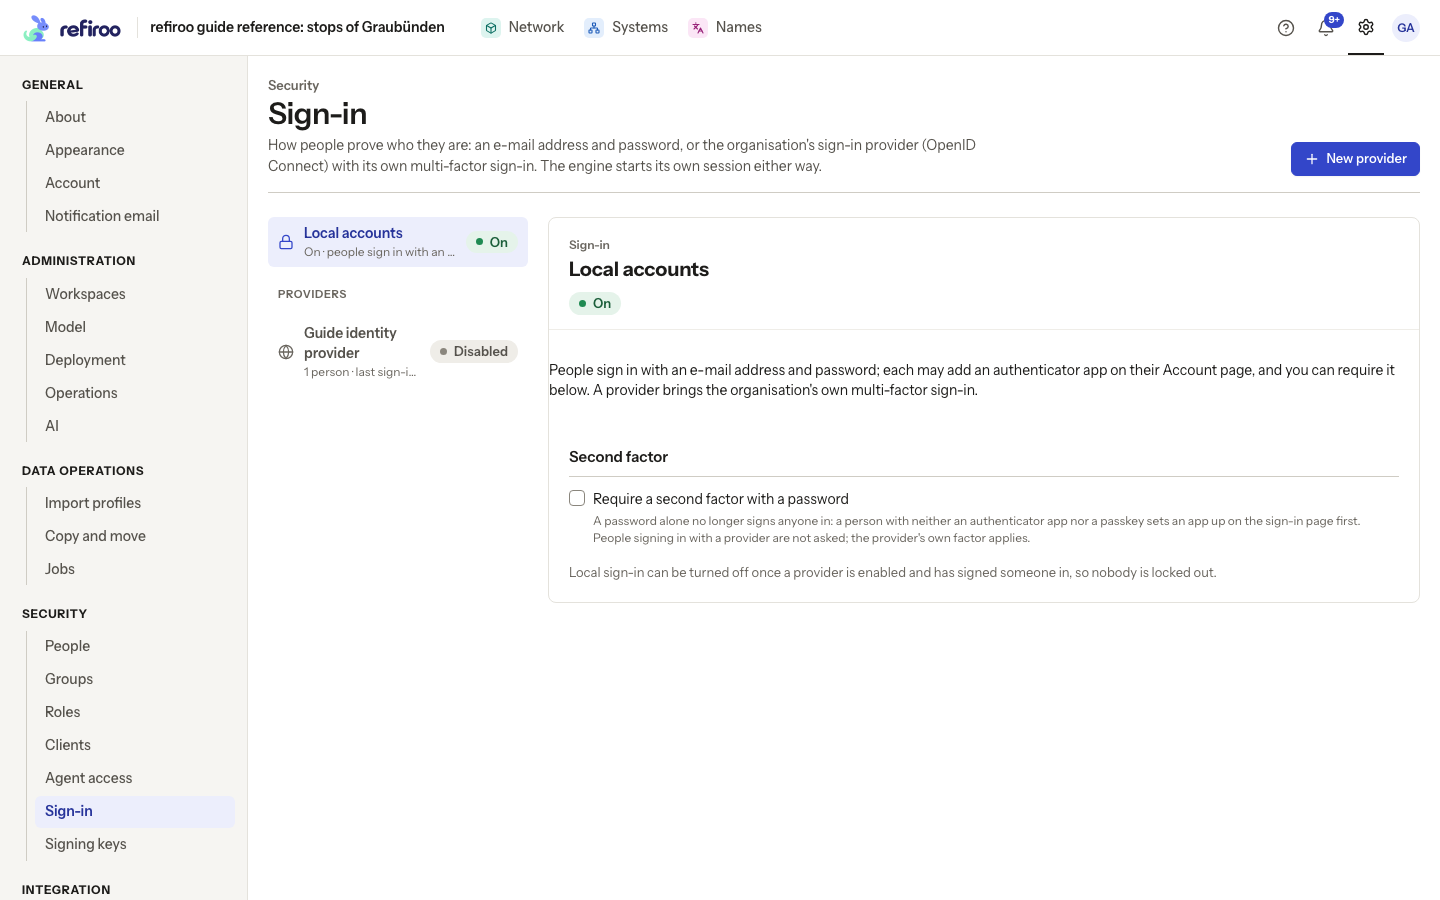 refiroo
refiroo guide reference: stops of Graubünden
Network
Systems
Names
9+
GA
GENERAL
About
Appearance
Account
Notification email
ADMINISTRATION
Workspaces
Model
Deployment
Operations
AI
DATA OPERATIONS
Import profiles
Copy and move
Jobs
SECURITY
People
Groups
Roles
Clients
Agent access
Sign-in
Signing keys
INTEGRATION
Security
Sign-in
How people prove who they are: an e-mail address and password, or the organisation's sign-in provider (OpenID
Connect) with its own multi-factor sign-in. The engine starts its own session either way.
New provider
Local accounts
On · people sign in with an ...
On
PROVIDERS
Guide identity
provider
1 person · last sign-i...
Disabled
Sign-in
Local accounts
On
People sign in with an e-mail address and password; each may add an authenticator app on their Account page, and you can require it
below. A provider brings the organisation's own multi-factor sign-in.
Second factor
Require a second factor with a password
A password alone no longer signs anyone in: a person with neither an authenticator app nor a passkey sets an app up on the sign-in page first.
People signing in with a provider are not asked; the provider's own factor applies.
Local sign-in can be turned off once a provider is enabled and has signed someone in, so nobody is locked out.